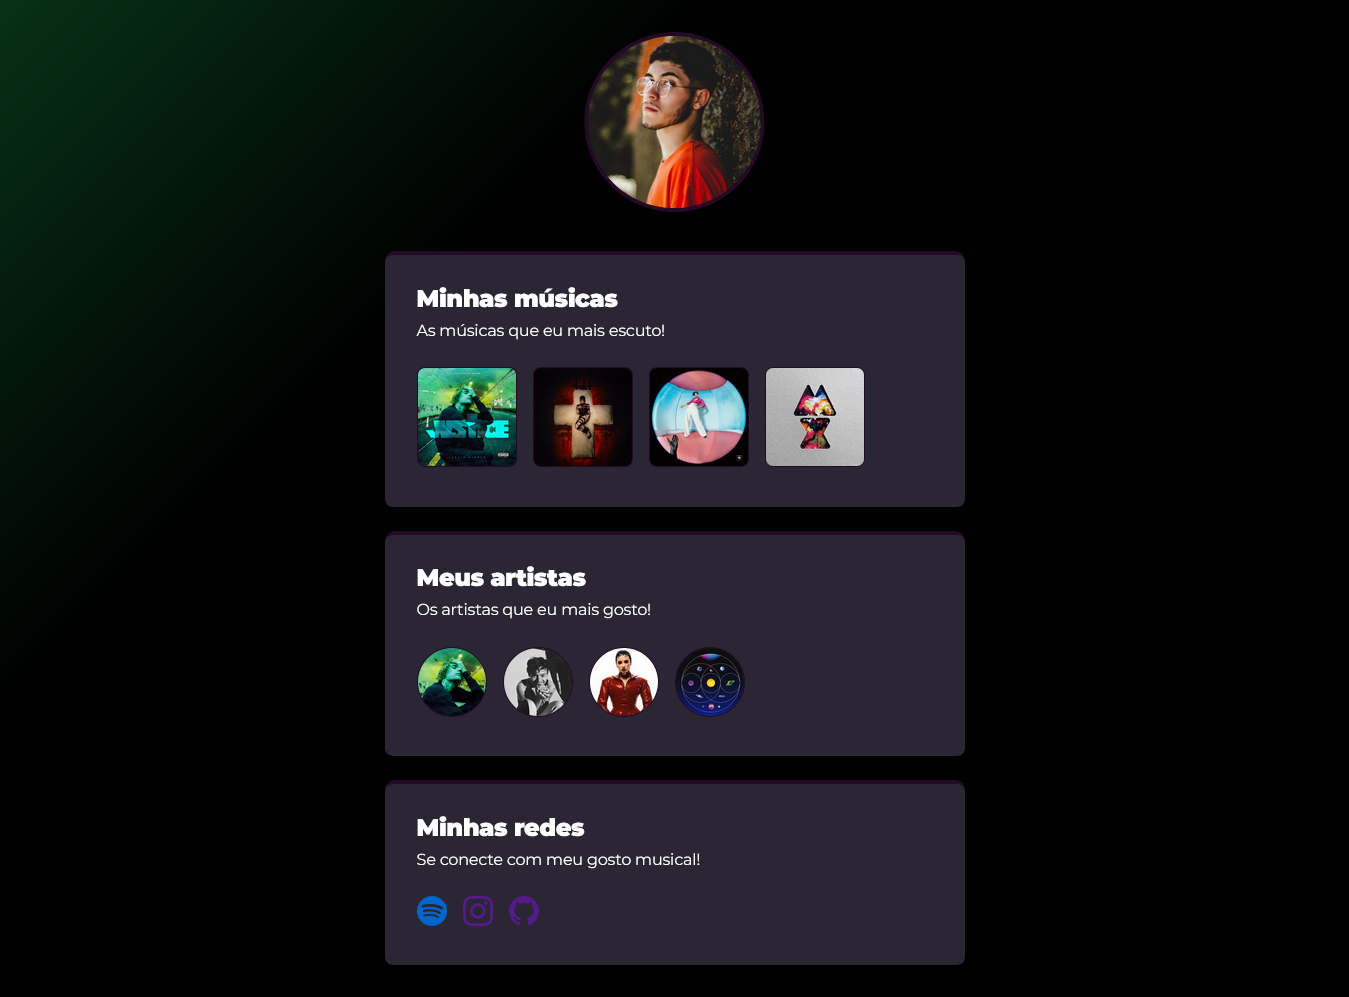 Minhas músicas
As músicas que eu mais escuto!
JUSTICE
Meus artistas
Os artistas que eu mais gosto!
Minhas redes
Se conecte com meu gosto musical!